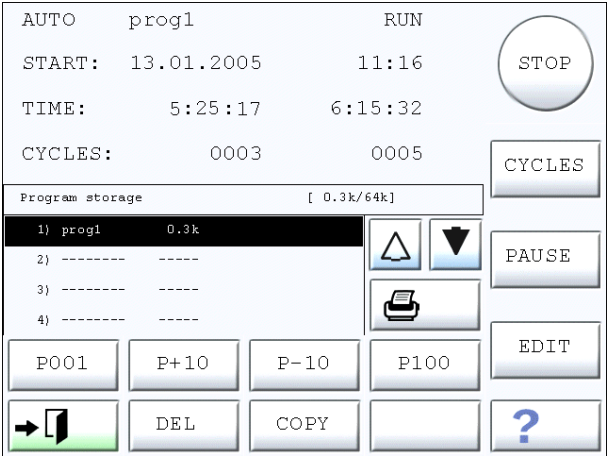 AUTO prog1 RUN
START: 13.01.2005 11:16
STOP
TIME: 5:25:17 6:15:32
CYCLES: 0003 0005
CYCLES
Program storage [ 0.3k/64k]
1) prog1 0.3k
2) -------- -----
PAUSE
3) -------- -----
4) -------- -----
EDIT
P001 P+10 P-10 P100
DEL COPY ?